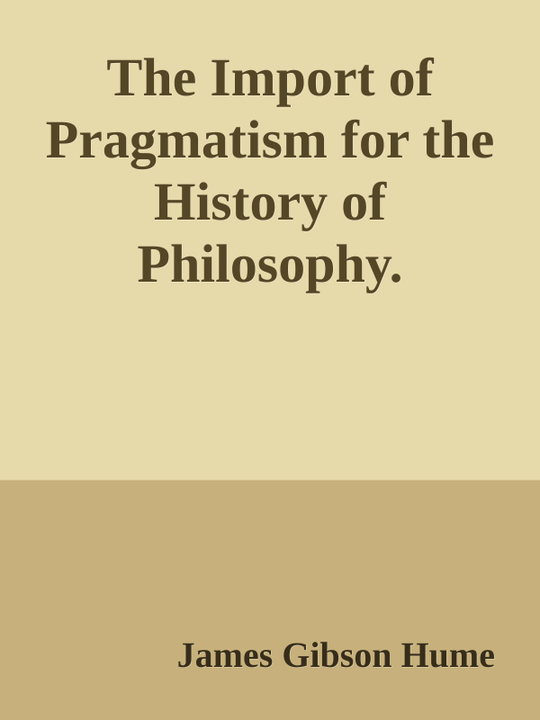 The Import of
Pragmatism for the
History of
Philosophy.
James Gibson Hume